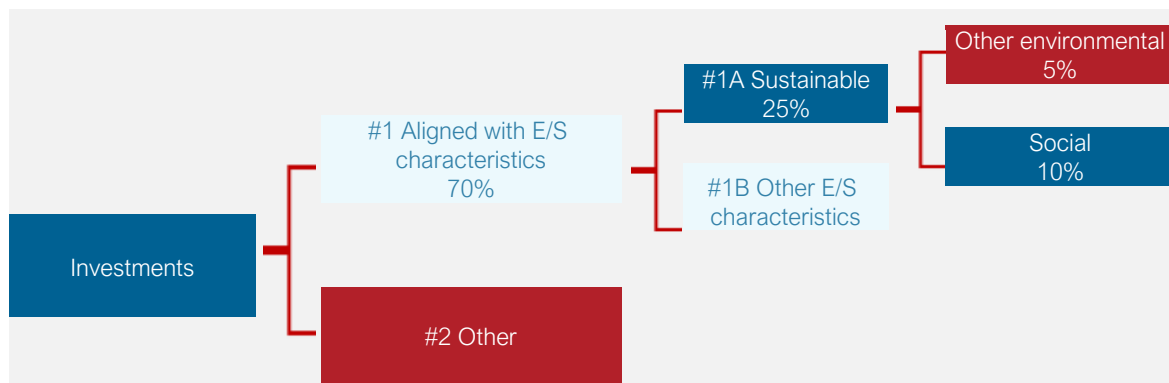 Investments
#1 Aligned with E/S
characteristics
70%
#2 Other
#1A Sustainable
25%
#1B Other E/S
characteristics
Other environmental
5%
Social
10%